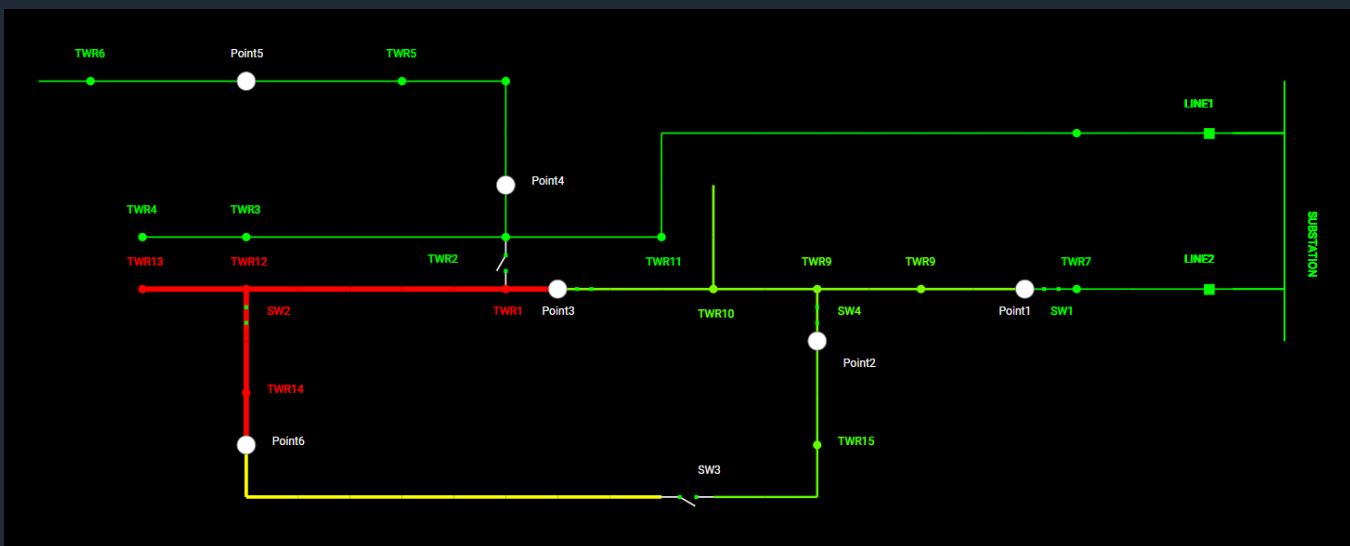 TWR6
Point5
TWR5
LINE1
Point4
TWR4
TWR3
TWR13
TWR12
TWR2
TWR11
TWR9
TWR9
TWR7
LINE2
SUBSTATION
SW2
TWR1
Point3
TWR10
SW4
Point1
SW1
Point2
TWR14
Point6
TWR15
SW3